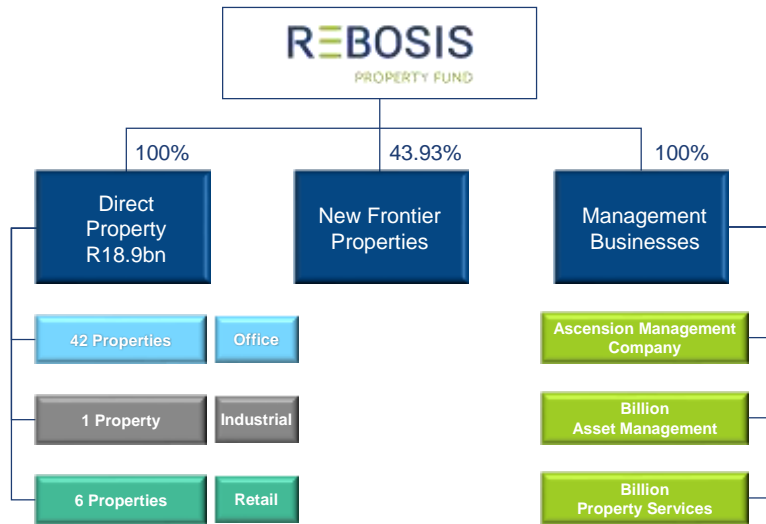 REBOSIS
PROPERTY FUND
100%
43.93%
100%
Direct
Property
R18.9bn
New Frontier
Properties
Management
Businesses
42 Properties
Office
Ascension Management
Company
1 Property
Industrial
Billion
Asset Management
6 Properties
Retail
Billion
Property Services